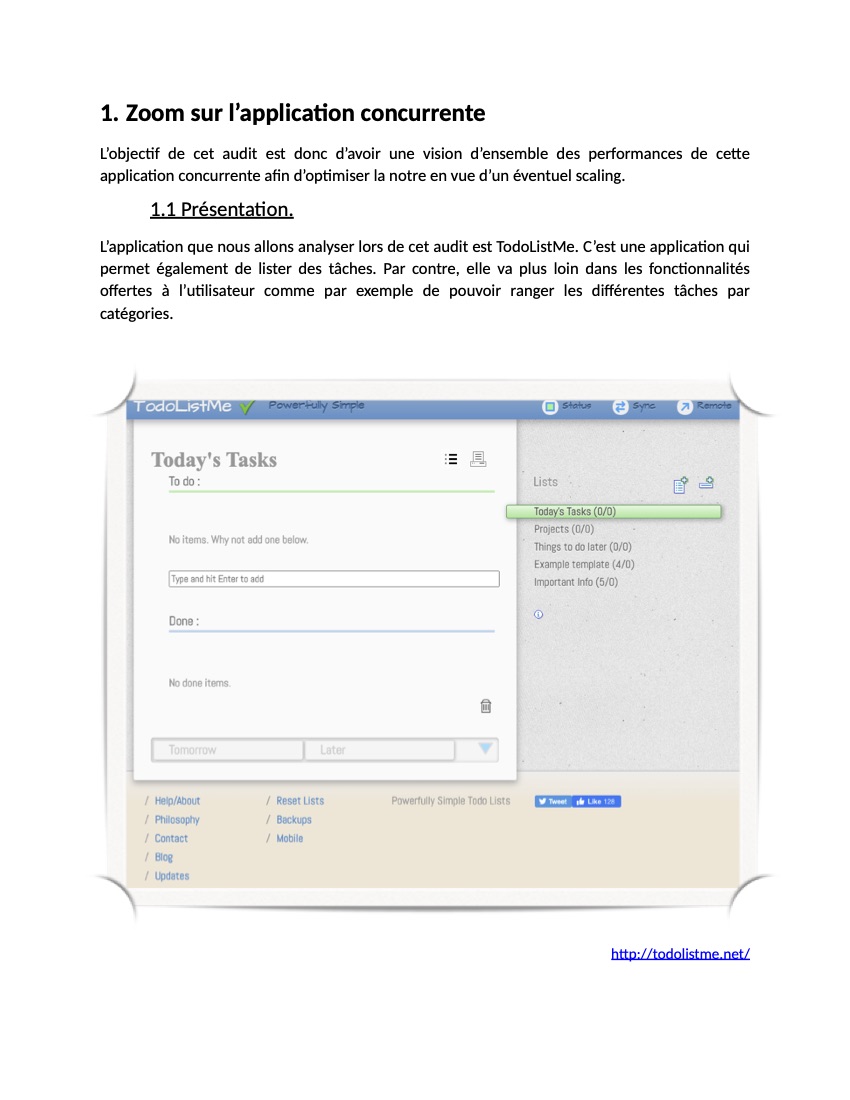 1. Zoom sur l’application concurrente
L’objectif de cet audit est donc d’avoir une vision d’ensemble des performances de cette
application concurrente afin d’optimiser la notre en vue d’un éventuel scaling.
1.1 Présentation.
L’application que nous allons analyser lors de cet audit est TodoListMe. C’est une application qui
permet également de lister des tâches. Par contre, elle va plus loin dans les fonctionnalités
offertes à l’utilisateur comme par exemple de pouvoir ranger les différentes tâches par
catégories.
TodoListMe Powerfully Simple Status Sync Remote
Today's Tasks
To do :
No items. Why not add one below.
Type and hit Enter to add
Done :
No done items.
Tomorrow Later
Lists
Today's Tasks (0/0)
Projects (0/0)
Things to do later (0/0)
Example template (4/0)
Important Info (5/0)
/ Help/About / Reset Lists Powerfully Simple Todo Lists Tweet Like 128
/ Philosophy / Backups
/ Contact / Mobile
/ Blog
/ Updates
http://todolistme.net/